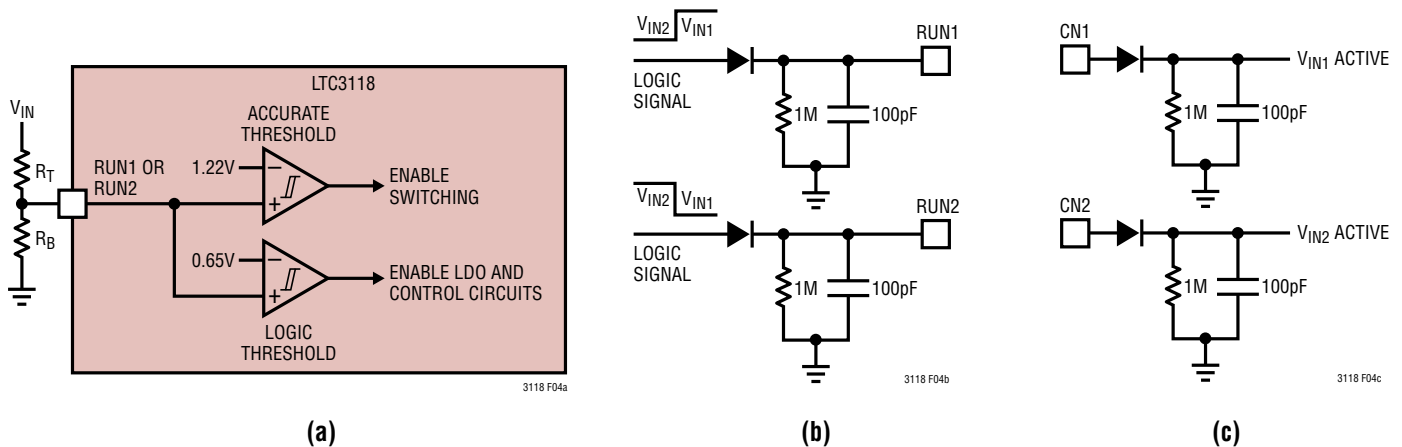 LTC3118
V_IN
R_T
R_B
RUN1 OR
RUN2
ACCURATE
THRESHOLD
1.22V
−
+
ENABLE
SWITCHING
0.65V
−
+
ENABLE LDO AND
CONTROL CIRCUITS
LOGIC
THRESHOLD
3118 F04a
(a)
V_IN2 V_IN1
LOGIC
SIGNAL
RUN1
1M
100pF
V_IN2 V_IN1
LOGIC
SIGNAL
RUN2
1M
100pF
3118 F04b
(b)
CN1
V_IN1 ACTIVE
1M
100pF
CN2
V_IN2 ACTIVE
1M
100pF
3118 F04c
(c)